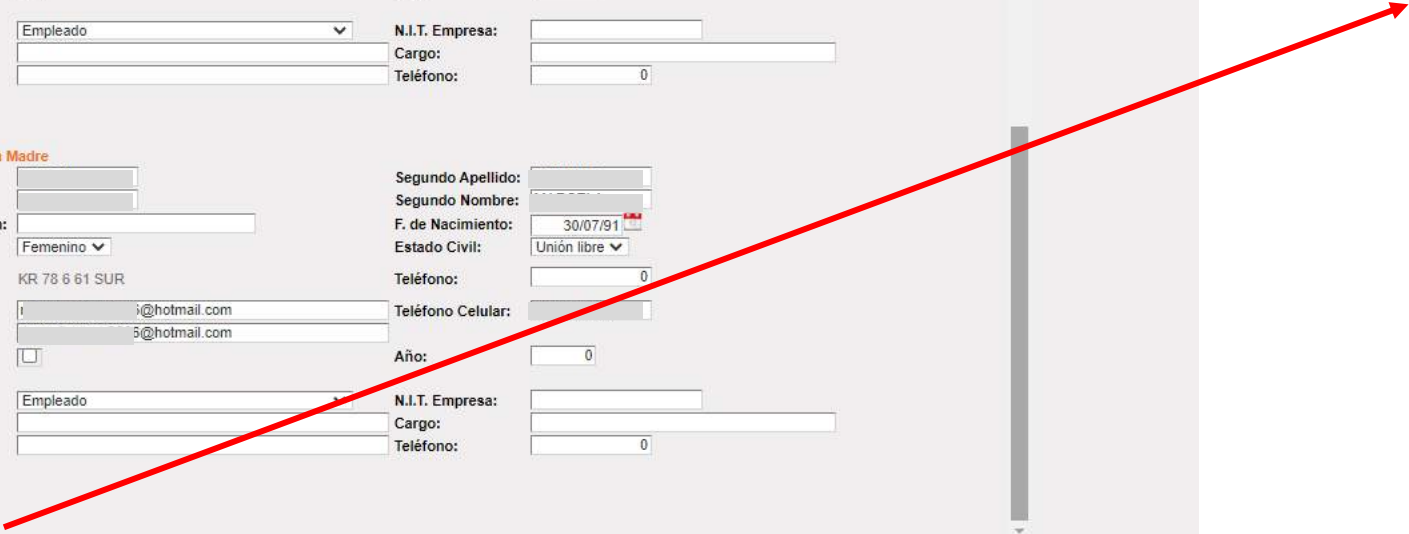 Empleado N.I.T. Empresa:
Cargo:
Teléfono: 0
Madre
Segundo Apellido:
Segundo Nombre:
F. de Nacimiento: 30/07/91
Femenino Estado Civil: Unión libre
KR 78 6 61 SUR Teléfono: 0
@hotmail.com Teléfono Celular:
6@hotmail.com
Año: 0
Empleado N.I.T. Empresa:
Cargo:
Teléfono: 0